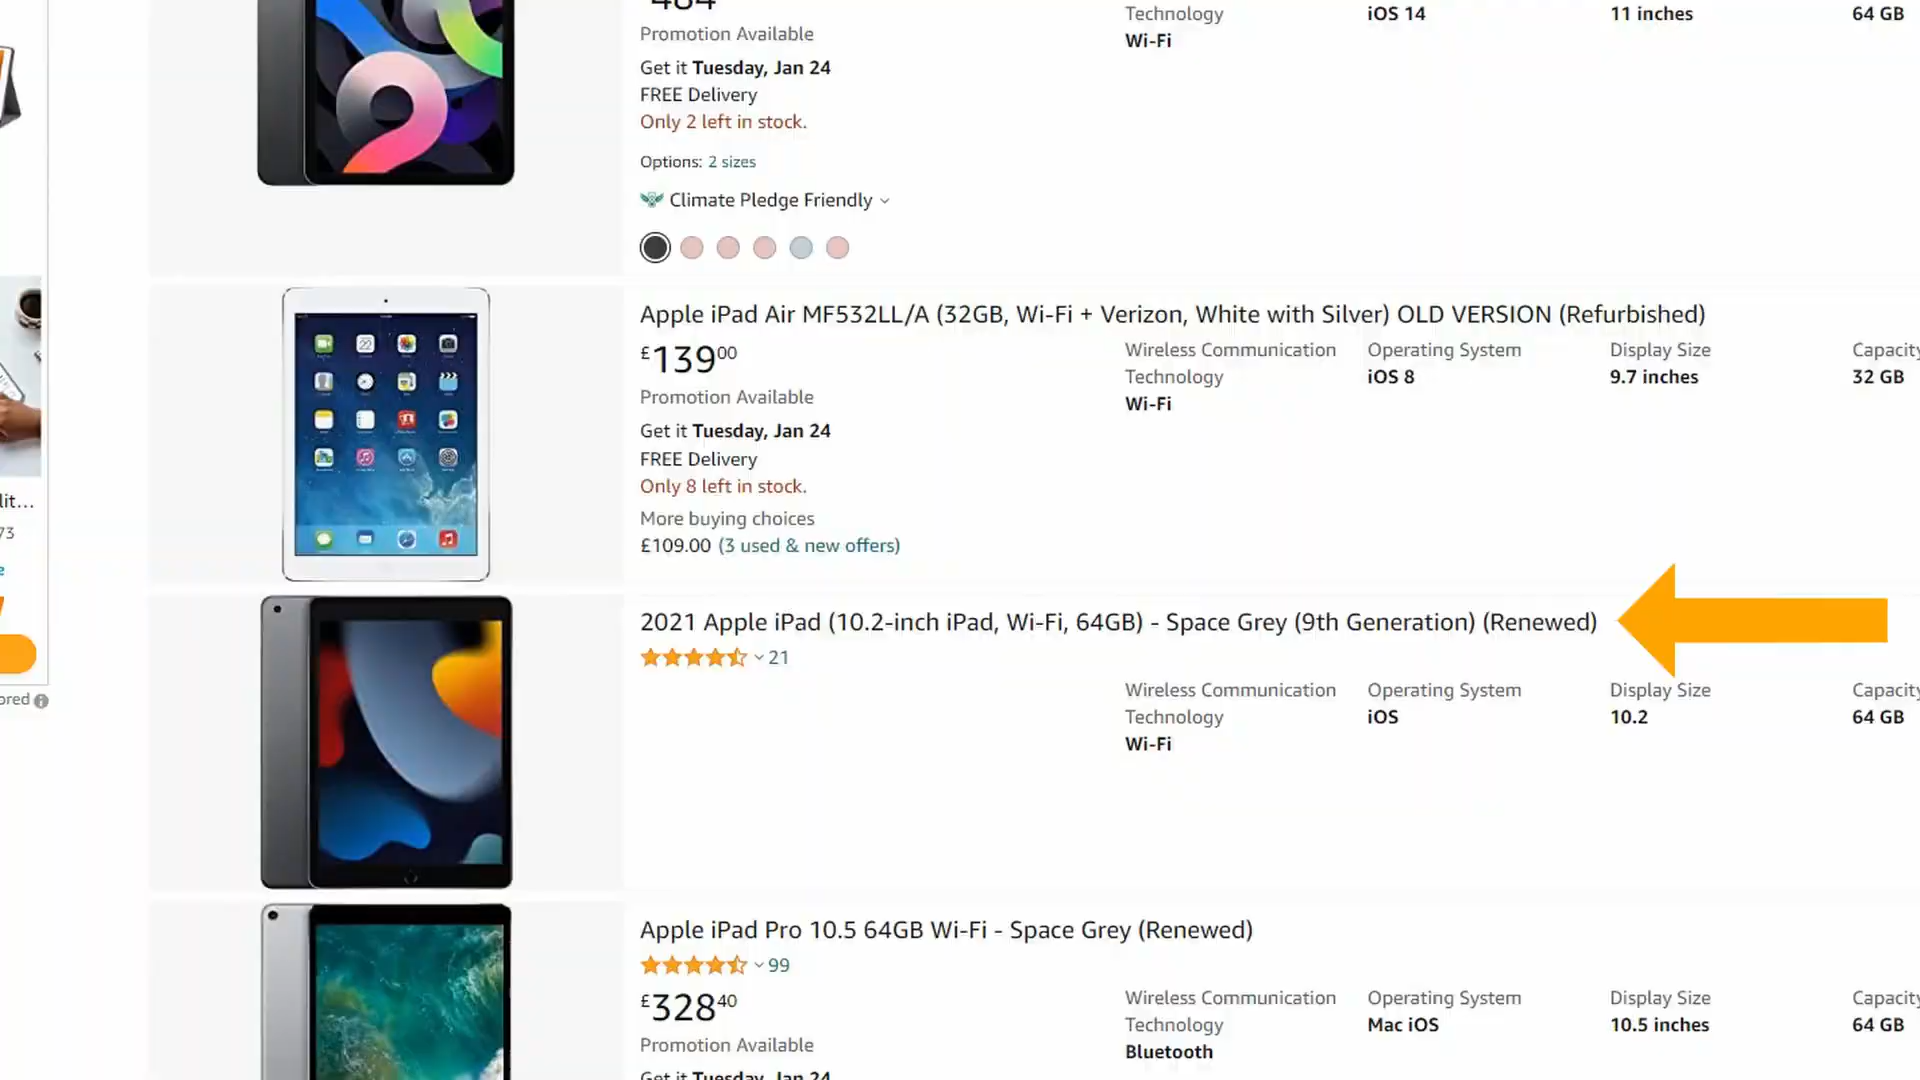 484
Promotion Available
Get it Tuesday, Jan 24
FREE Delivery
Only 2 left in stock.
Options: 2 sizes
Climate Pledge Friendly
Technology
Wi-Fi
iOS 14
11 inches
64 GB
Apple iPad Air MF532LL/A (32GB, Wi-Fi + Verizon, White with Silver) OLD VERSION (Refurbished)
£139.00
Promotion Available
Get it Tuesday, Jan 24
FREE Delivery
Only 8 left in stock.
More buying choices
£109.00 (3 used & new offers)
Wireless Communication
Technology
Wi-Fi
Operating System
iOS 8
Display Size
9.7 inches
Capacity
32 GB
lit...
73
e
ored
2021 Apple iPad (10.2-inch iPad, Wi-Fi, 64GB) - Space Grey (9th Generation) (Renewed)
21
Wireless Communication
Technology
Wi-Fi
Operating System
iOS
Display Size
10.2
Capacity
64 GB
Apple iPad Pro 10.5 64GB Wi-Fi - Space Grey (Renewed)
99
£328.40
Promotion Available
Get it Tuesday, Jan 24
Wireless Communication
Technology
Bluetooth
Operating System
Mac iOS
Display Size
10.5 inches
Capacity
64 GB